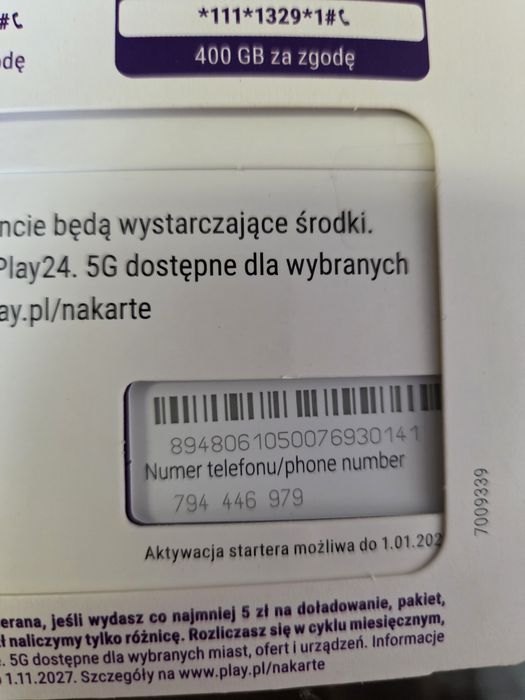 #
*111*1329*1#
400 GB za zgodę
będą wystarczające środki.
Play24. 5G dostępne dla wybranych
ay.pl/nakarte
8948061050076930141
Numer telefonu/phone number
794 446 979
7009339
Aktywacja startera możliwa do 1.01.202
erana, jeśli wydasz co najmniej 5 zł na doładowanie, pakiet,
ł naliczymy tylko różnicę. Rozliczasz się w cyklu miesięcznym,
. 5G dostępne dla wybranych miast, ofert i urządzeń. Informacje
1.11.2027. Szczegóły na www.play.pl/nakarte